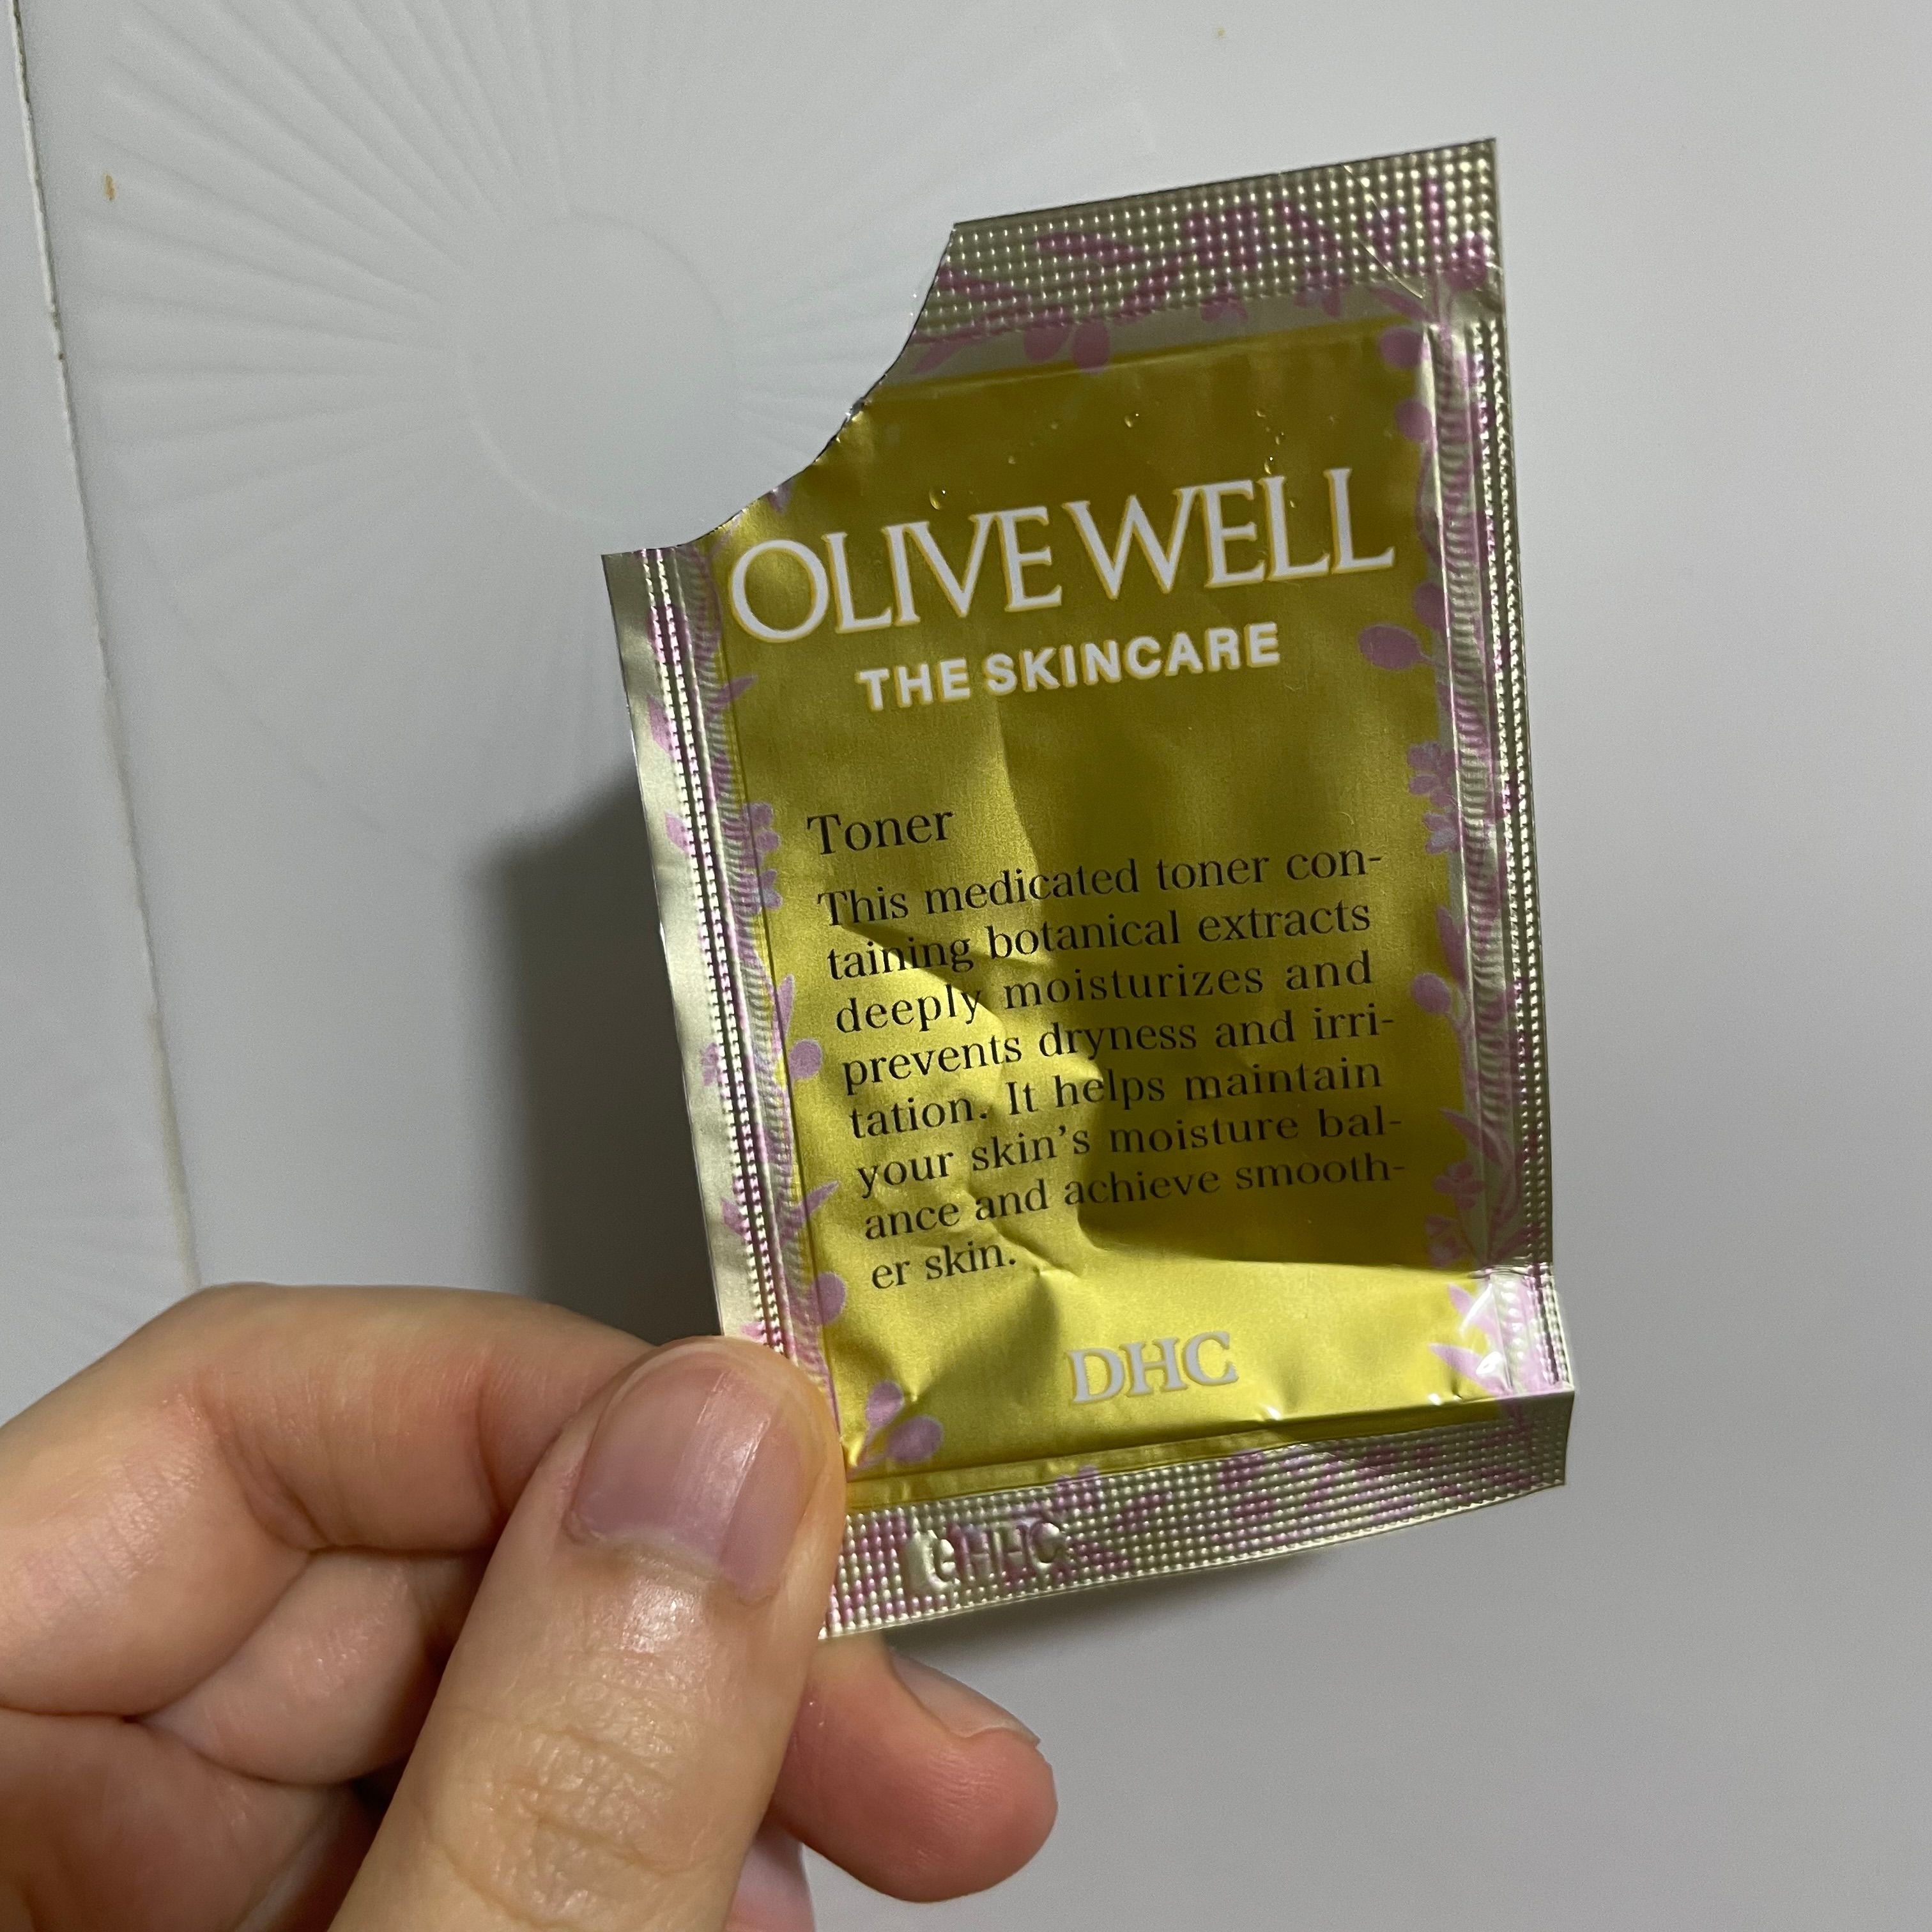 OLIVE WELL
THE SKINCARE
Toner
This medicated toner con-
taining botanical extracts
deeply moisturizes and
prevents dryness and irri-
tation. It helps maintain
your skin's moisture bal-
ance and achieve smooth-
er skin.
DHC